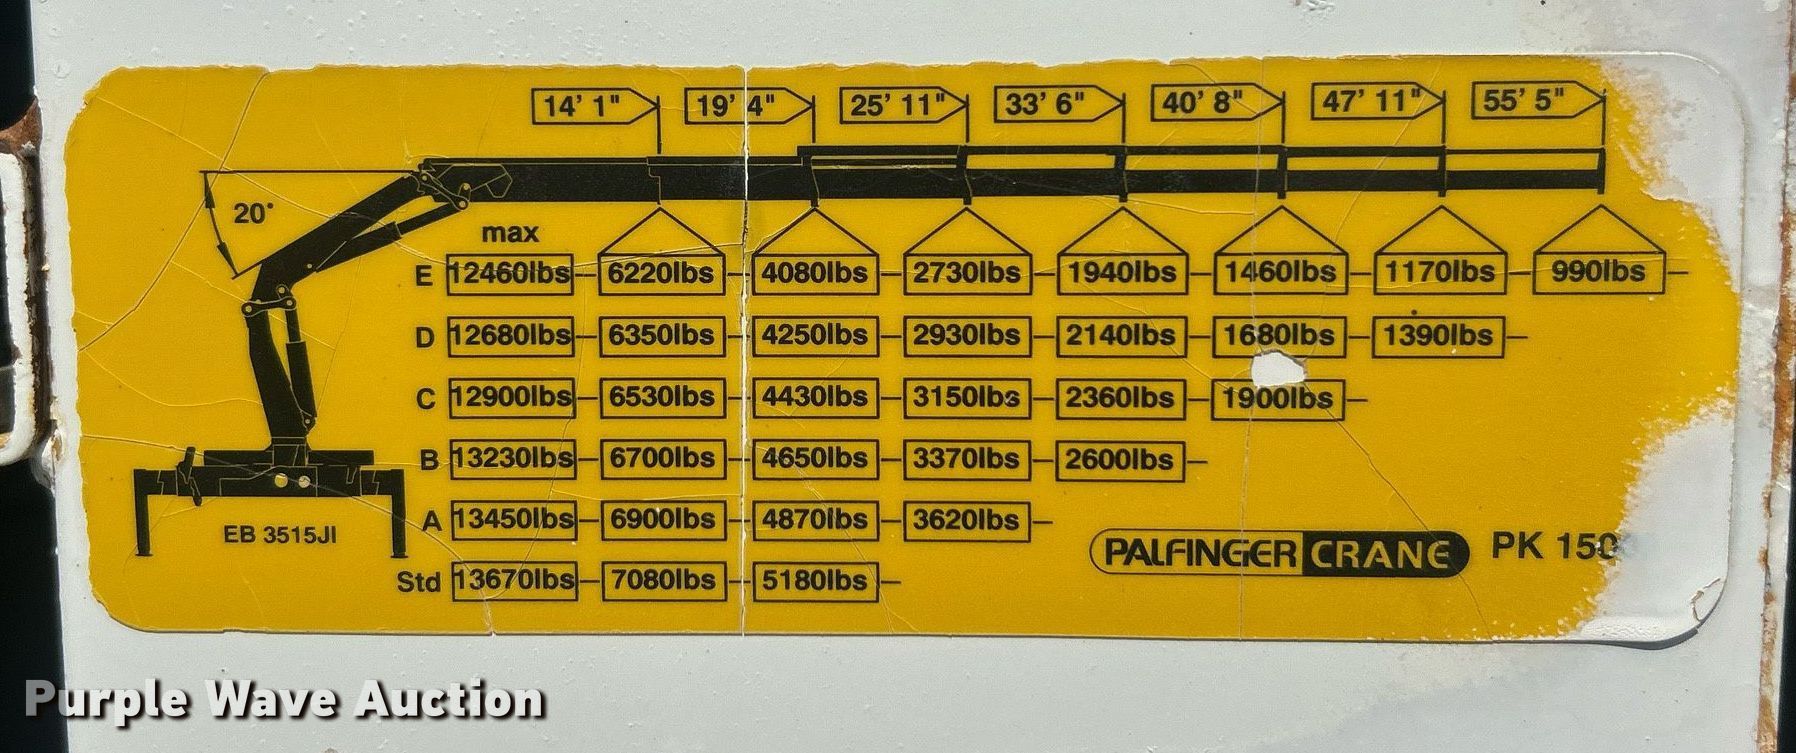 14' 1" 19' 4" 25' 11" 33' 6" 40' 8" 47' 11" 55' 5"
20°
max
E 12460lbs 6220lbs 4080lbs 2730lbs 1940lbs 1460lbs 1170lbs 990lbs
D 12680lbs 6350lbs 4250lbs 2930lbs 2140lbs 1680lbs 1390lbs
C 12900lbs 6530lbs 4430lbs 3150lbs 2360lbs 1900lbs
B 13230lbs 6700lbs 4650lbs 3370lbs 2600lbs
A 13450lbs 6900lbs 4870lbs 3620lbs
EB 3515JI
PALFINGER CRANE PK 150
Std 13670lbs 7080lbs 5180lbs
Purple Wave Auction